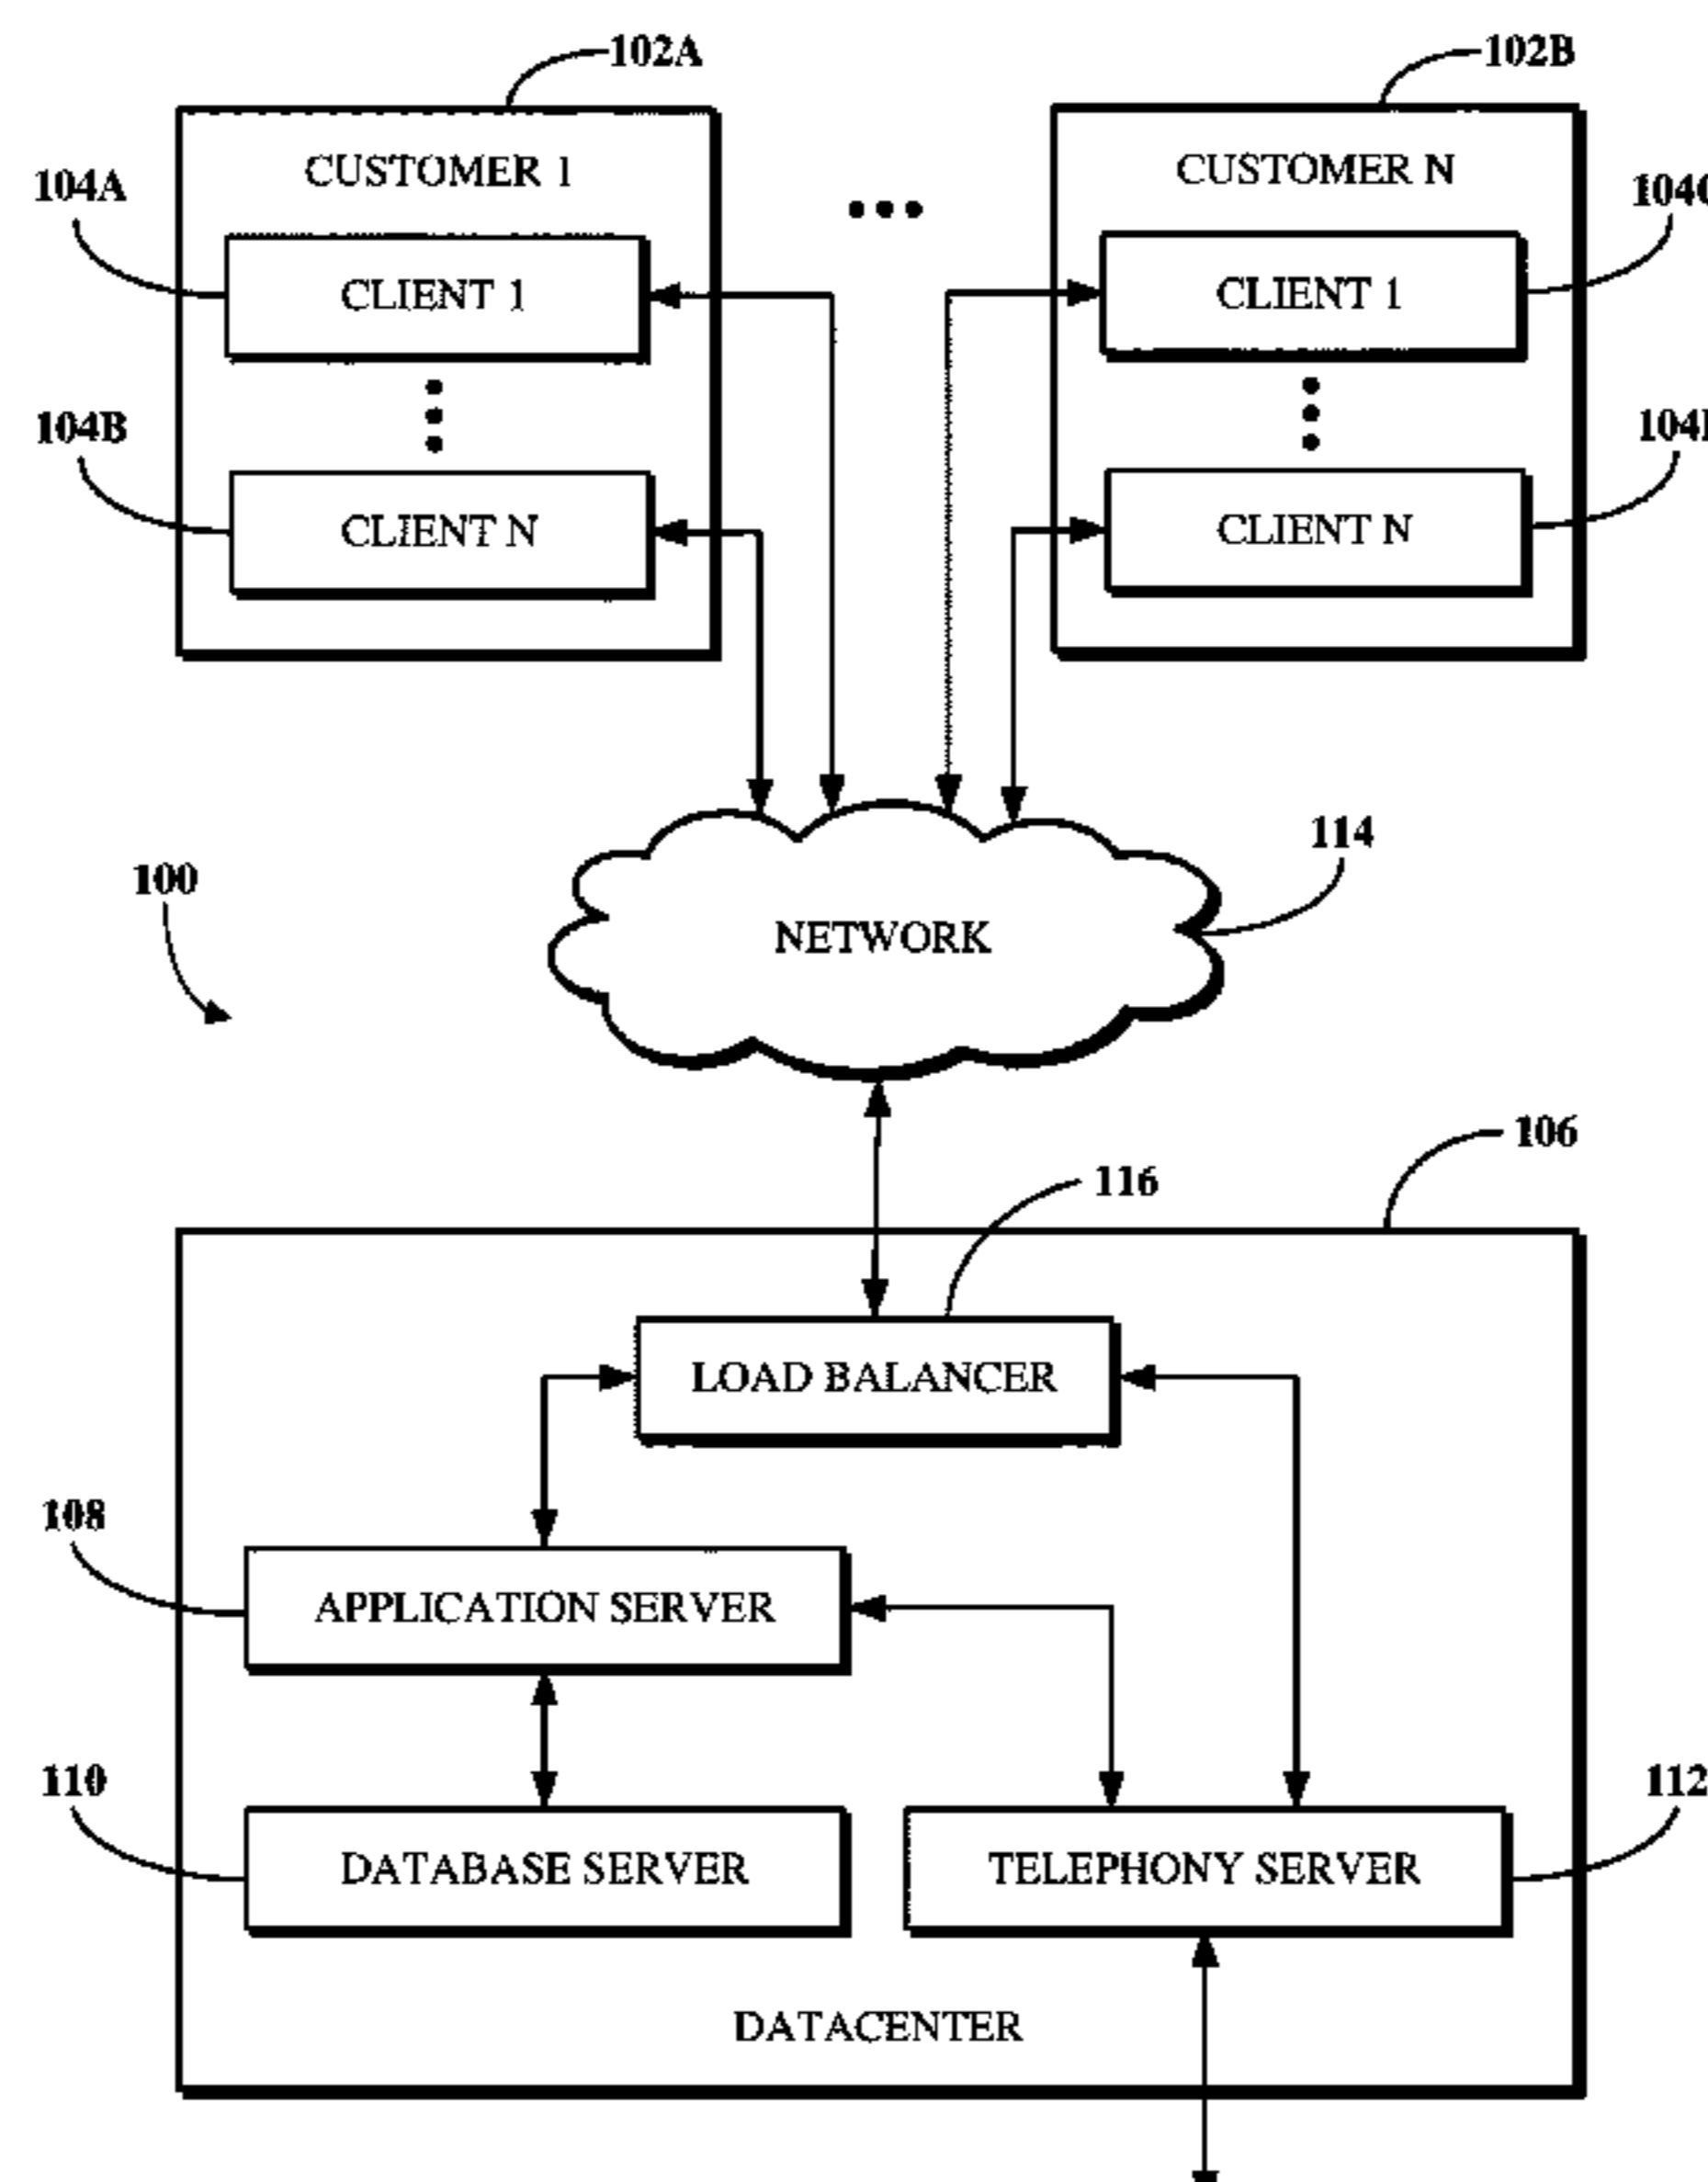 102A
102B
CUSTOMER 1
CUSTOMER N
104A
CLIENT 1
CLIENT 1
104B
CLIENT N
CLIENT N
114
100
NETWORK
106
116
LOAD BALANCER
108
APPLICATION SERVER
110
112
DATABASE SERVER
TELEPHONY SERVER
DATACENTER